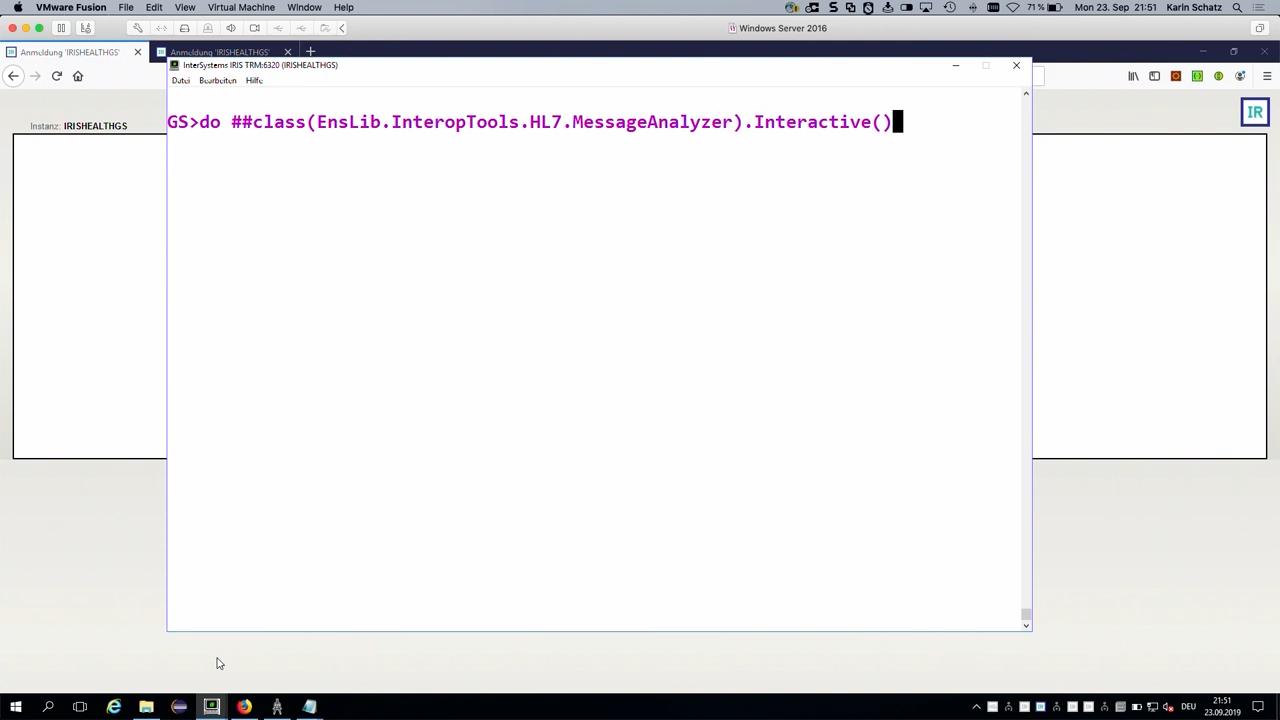 VMware Fusion File Edit View Virtual Machine Window Help 71 % Mon 23. Sep 21:51 Karin Schatz
Windows Server 2016
Anmeldung 'IRISHEALTHGS' Anmeldung 'IRISHEALTHGS'
InterSystems IRIS TRM:6320 (IRISHEALTHGS)
Datei Bearbeiten Hilfe
Instanz: IRISHEALTHGS
IR
GS>do ##class(EnsLib.InteropTools.HL7.MessageAnalyzer).Interactive()
DEU
21:51
23.09.2019